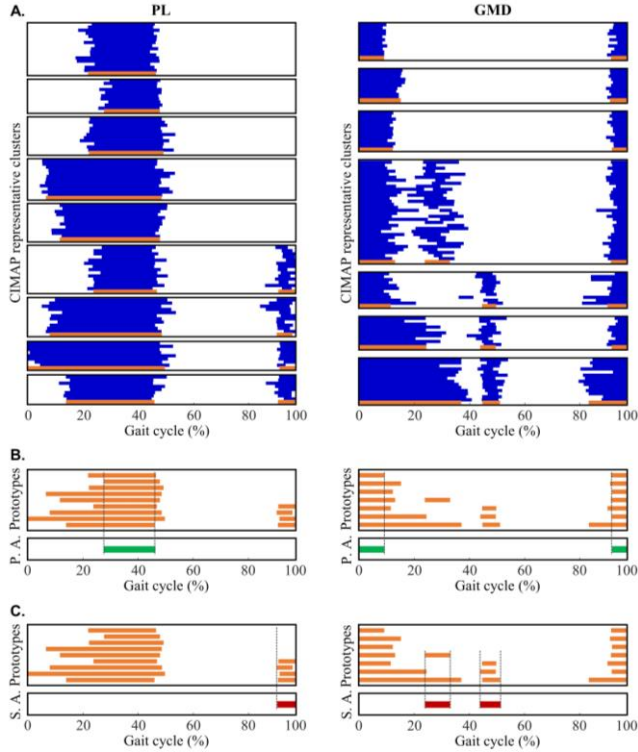 A.
PL
GMD
CIMAP representative clusters
CIMAP representative clusters
0 20 40 60 80 100
0 20 40 60 80 100
Gait cycle (%)
Gait cycle (%)
B.
Prototypes
Prototypes
P. A.
P. A.
0 20 40 60 80 100
0 20 40 60 80 100
Gait cycle (%)
Gait cycle (%)
C.
Prototypes
Prototypes
S. A.
S. A.
0 20 40 60 80 100
0 20 40 60 80 100
Gait cycle (%)
Gait cycle (%)